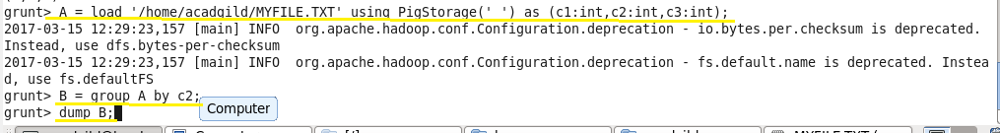 grunt> A = load '/home/acadgild/MYFILE.TXT' using PigStorage(' ') as (c1:int,c2:int,c3:int);
2017-03-15 12:29:23,157 [main] INFO  org.apache.hadoop.conf.Configuration.deprecation - io.bytes.per.checksum is deprecated.
Instead, use dfs.bytes-per-checksum
2017-03-15 12:29:23,157 [main] INFO  org.apache.hadoop.conf.Configuration.deprecation - fs.default.name is deprecated. Instea
d, use fs.defaultFS
grunt> B = group A by c2;
grunt> dump B;
Computer